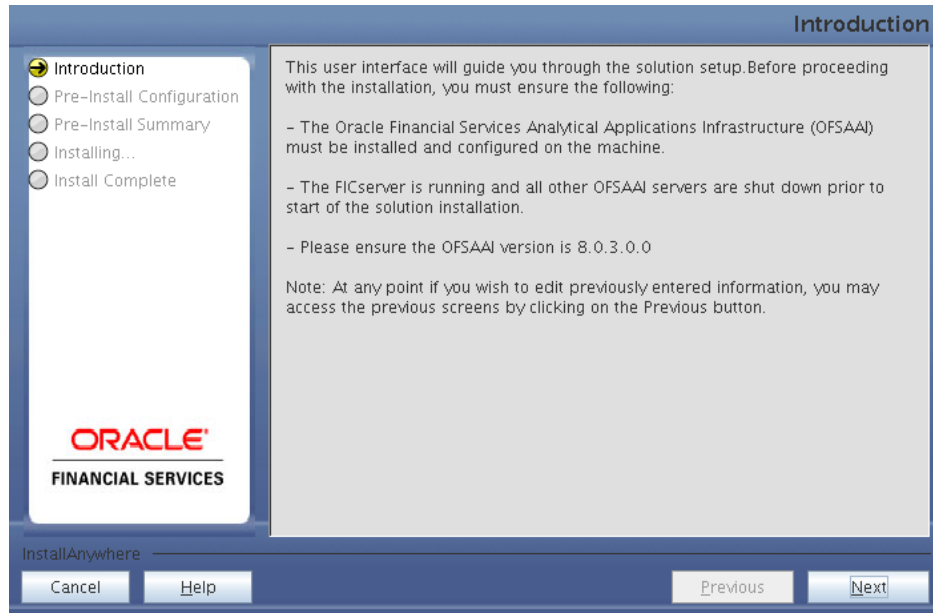 Introduction
Introduction
Pre-Install Configuration
Pre-Install Summary
Installing...
Install Complete
ORACLE'
FINANCIAL SERVICES
This user interface will guide you through the solution setup.Before proceeding
with the installation, you must ensure the following:
- The Oracle Financial Services Analytical Applications Infrastructure (OFSAAI)
must be installed and configured on the machine.
- The FICserver is running and all other OFSAAI servers are shut down prior to
start of the solution installation.
- Please ensure the OFSAAI version is 8.0.3.0.0
Note: At any point if you wish to edit previously entered information, you may
access the previous screens by clicking on the Previous button.
InstallAnywhere
Cancel
Help
Previous
Next